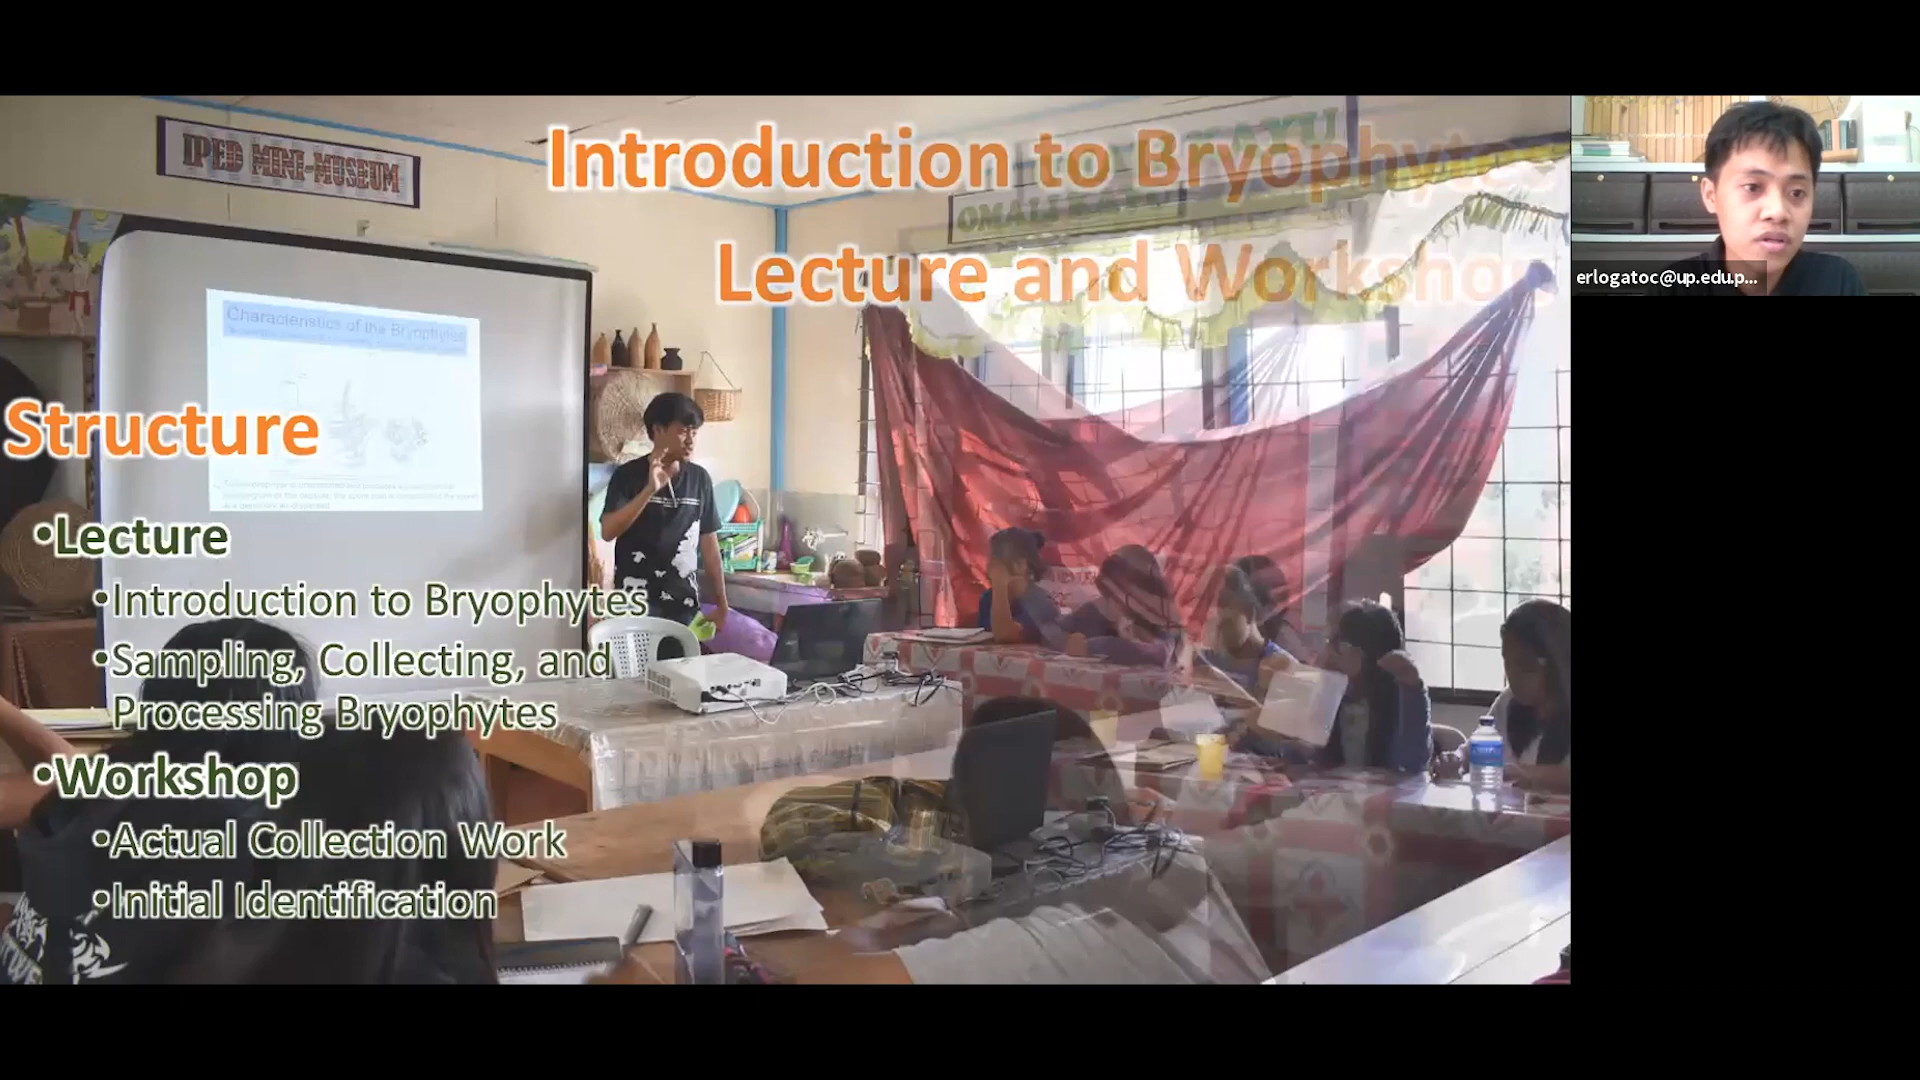 IPED MINI-MUSEUM
Introduction to Bryophytes
Lecture and Workshop
erlogatoc@up.edu.p...
Characteristics of the Bryophytes
Structure
•Lecture
•Introduction to Bryophytes
•Sampling, Collecting, and
Processing Bryophytes
•Workshop
•Actual Collection Work
•Initial Identification